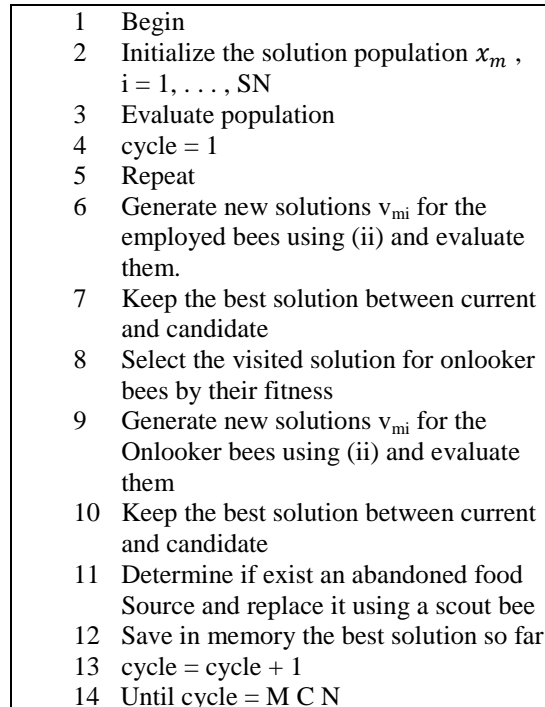 1 Begin
2 Initialize the solution population 𝑥𝑚 ,
i = 1, . . . , SN
3 Evaluate population
4 cycle = 1
5 Repeat
6 Generate new solutions vmi for the
employed bees using (ii) and evaluate
them.
7 Keep the best solution between current
and candidate
8 Select the visited solution for onlooker
bees by their fitness
9 Generate new solutions vmi for the
Onlooker bees using (ii) and evaluate
them
10 Keep the best solution between current
and candidate
11 Determine if exist an abandoned food
Source and replace it using a scout bee
12 Save in memory the best solution so far
13 cycle = cycle + 1
14 Until cycle = M C N